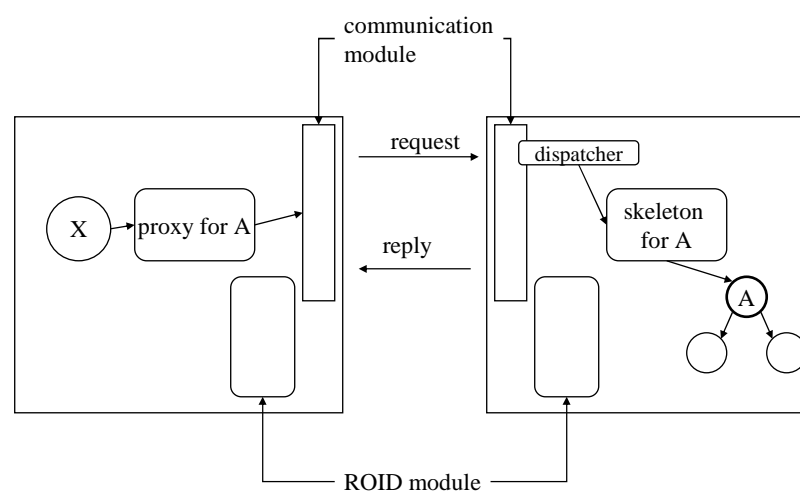 communication
module
request
dispatcher
X
proxy for A
skeleton
for A
reply
A
ROID module